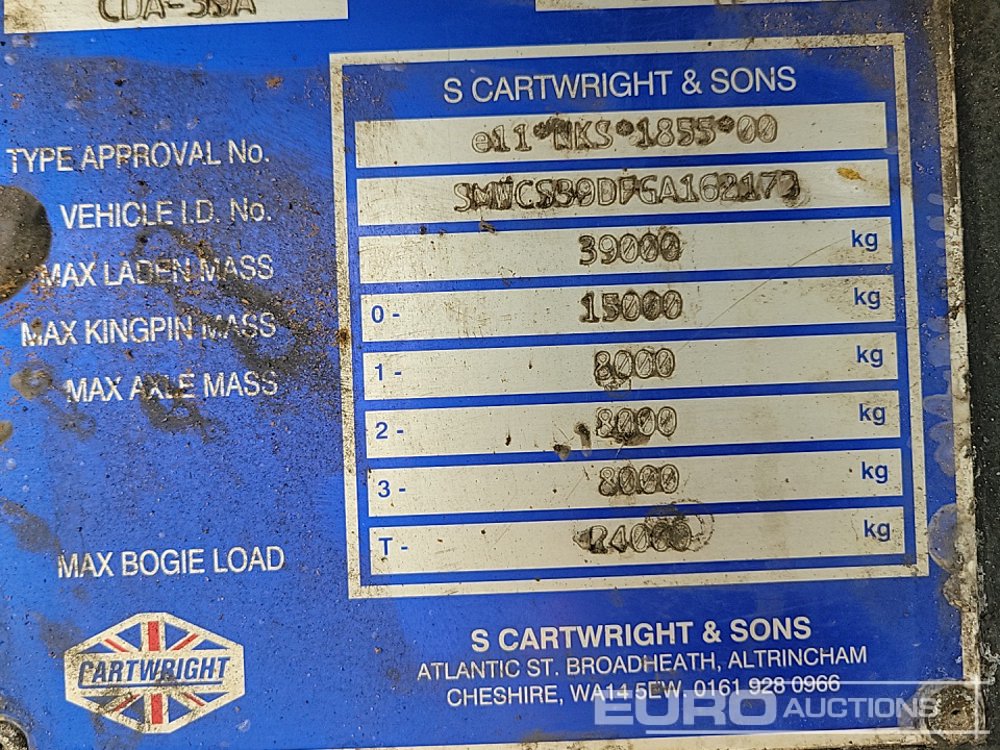 CDA-39A
S CARTWRIGHT & SONS
TYPE APPROVAL No. e11*NKS*1855*00
VEHICLE I.D. No. SMWCS39DFGA162173
MAX LADEN MASS 39000 kg
MAX KINGPIN MASS 0- 15000 kg
MAX AXLE MASS 1- 8000 kg
2- 8000 kg
3- 8000 kg
MAX BOGIE LOAD T- 24000 kg
CARTWRIGHT
S CARTWRIGHT & SONS
ATLANTIC ST. BROADHEATH, ALTRINCHAM
CHESHIRE, WA14 5EW. 0161 928 0966
EURO AUCTIONS